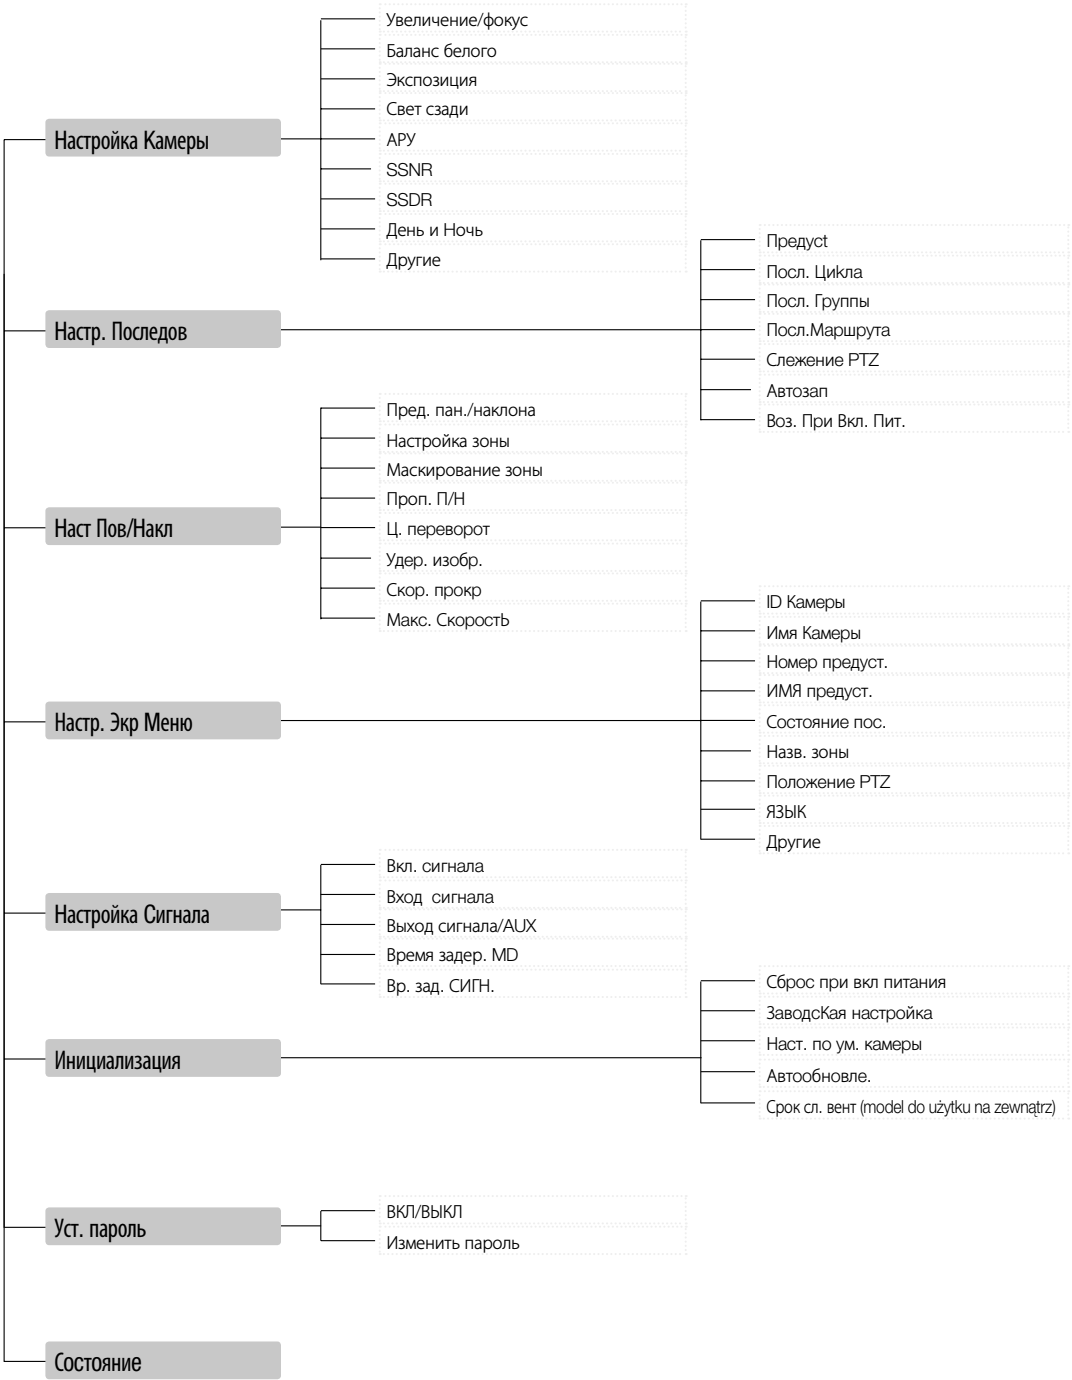 Настройка Камеры
Увеличение/фокус
Баланс белого
Экспозиция
Свет сзади
АРУ
SSNR
SSDR
День и Ночь
Другие
Настр. Последов
Предусt
Посл. Цикла
Посл. Группы
Посл.Маршрута
Слежение PTZ
Автозап
Воз. При Вкл. Пит.
Наст Пов/Накл
Пред. пан./наклона
Настройка зоны
Маскирование зоны
Проп. П/Н
Ц. переворот
Удер. изобр.
Скор. прокр
Макс. СкоростЬ
Настр. Экр Меню
ID Камеры
Имя Камеры
Номер предуст.
ИМЯ предуст.
Состояние пос.
Назв. зоны
Положение PTZ
ЯЗЫК
Другие
Настройка Сигнала
Вкл. сигнала
Вход сигнала
Выход сигнала/AUX
Время задер. MD
Вр. зад. СИГН.
Инициализация
Сброс при вкл питания
ЗаводсКая настройка
Наст. по ум. камеры
Автообновле.
Срок сл. вент (model do użytku na zewnątrz)
Уст. пароль
ВКЛ/ВЫКЛ
Изменить пароль
Состояние